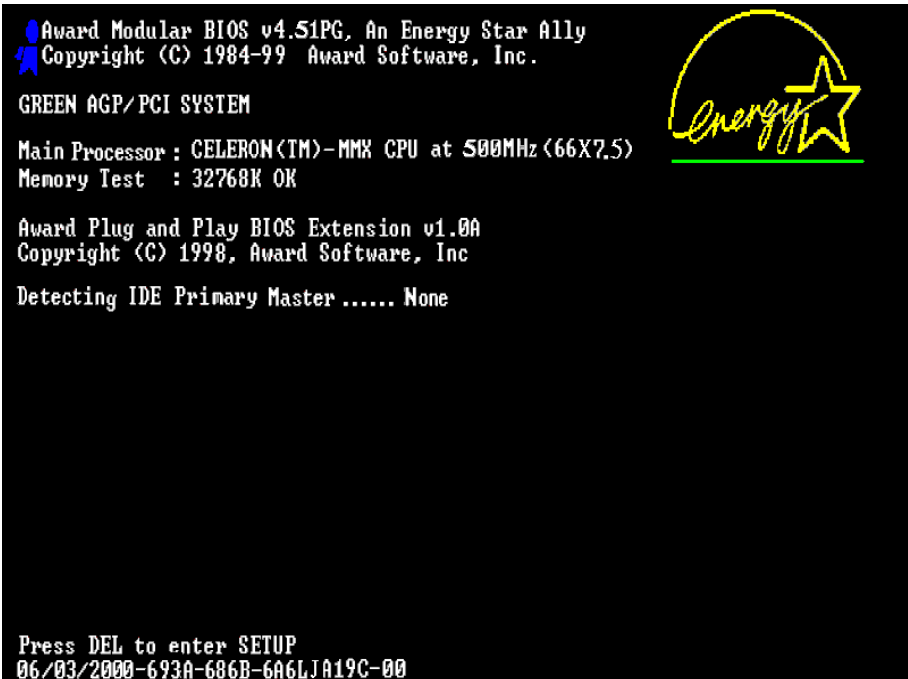 Award Modular BIOS v4.51PG, An Energy Star Ally
Copyright (C) 1984-99 Award Software, Inc.
energy
GREEN AGP/PCI SYSTEM
Main Processor : CELERON(TM)-MMX CPU at 500MHz(66X7.5)
Memory Test : 32768K OK
Award Plug and Play BIOS Extension v1.0A
Copyright (C) 1998, Award Software, Inc
Detecting IDE Primary Master ...... None
Press DEL to enter SETUP
06/03/2000-693A-686B-6A6LJA19C-00